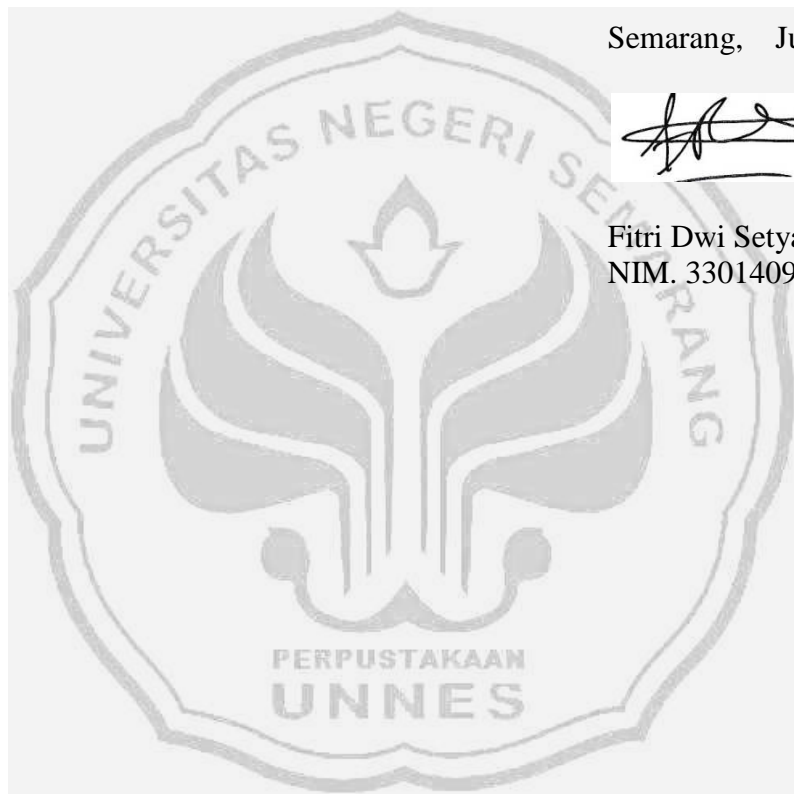 Semarang, Ju
Fitri Dwi Setya
NIM. 3301409
UNIVERSITAS NEGERI SEMARANG
PERPUSTAKAAN
UNNES